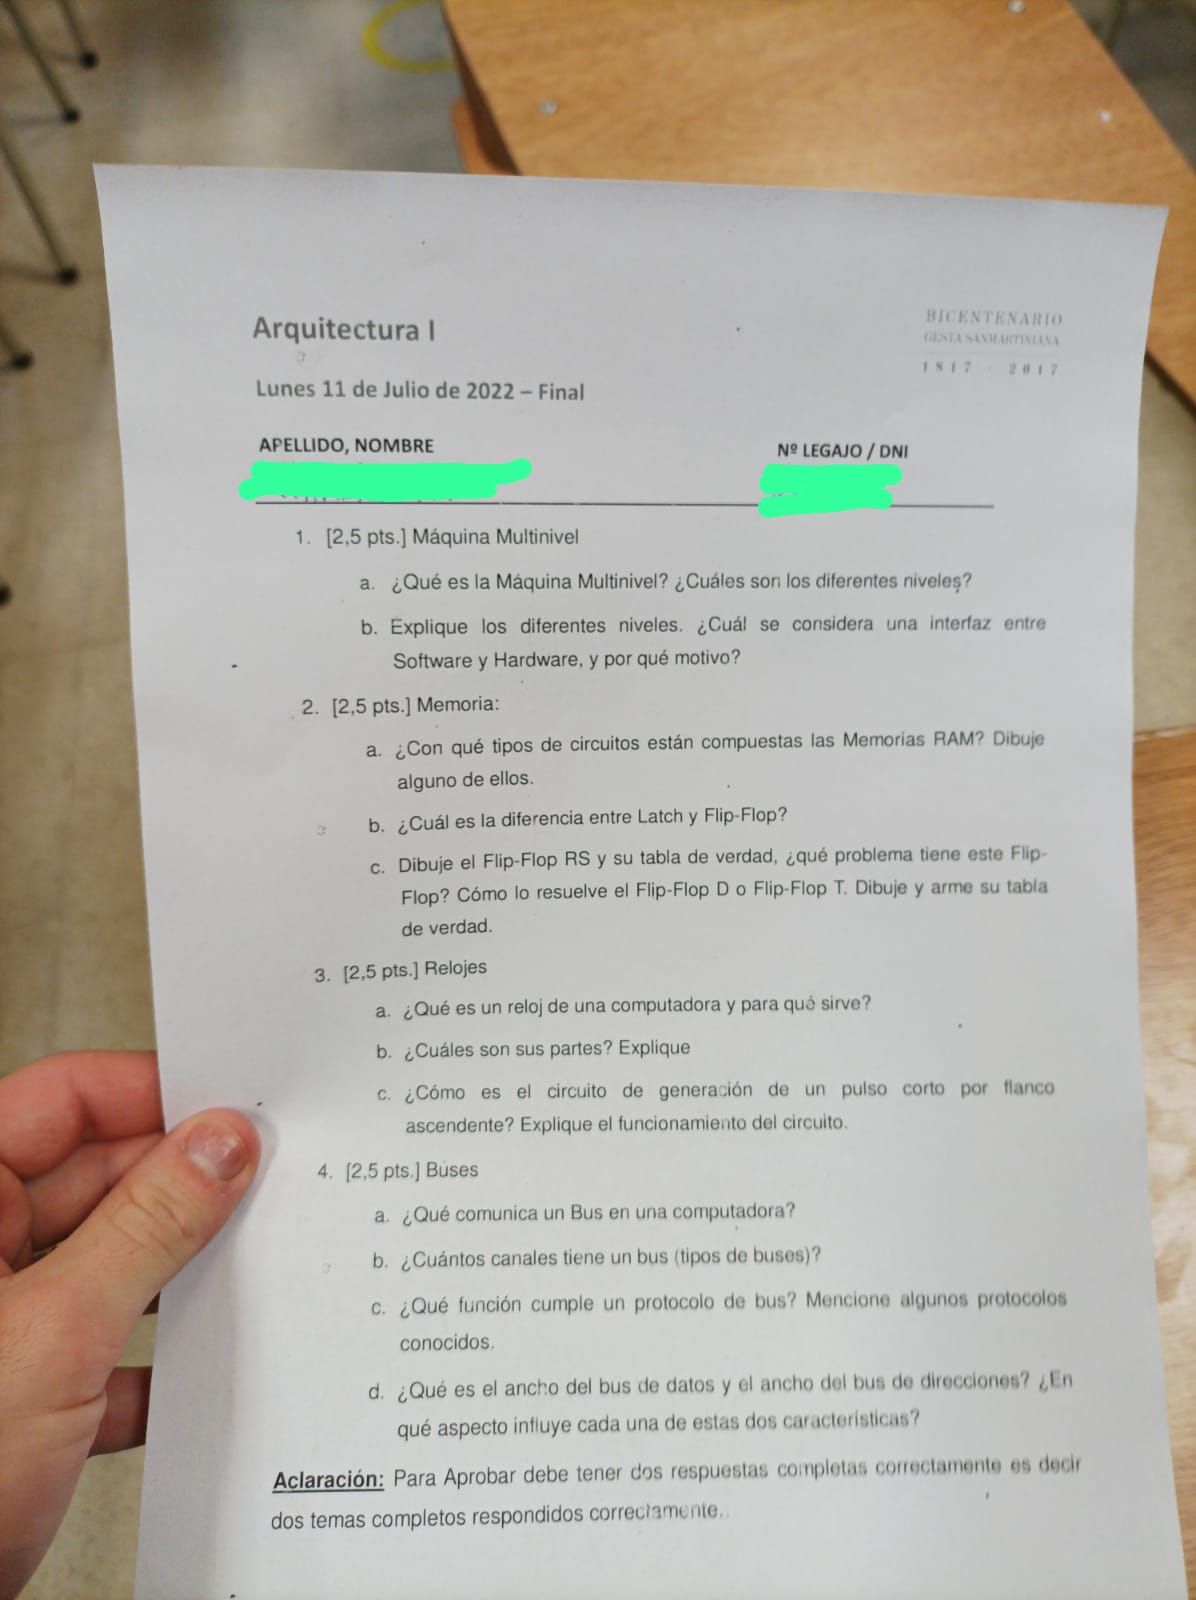 BICENTENARIO
GESTA SANMARTINIANA
1817 · 2017
Arquitectura I
Lunes 11 de Julio de 2022 – Final
APELLIDO, NOMBRE
Nº LEGAJO / DNI
1. [2,5 pts.] Máquina Multinivel
a. ¿Qué es la Máquina Multinivel? ¿Cuáles son los diferentes niveles?
b. Explique los diferentes niveles. ¿Cuál se considera una interfaz entre
Software y Hardware, y por qué motivo?
2. [2,5 pts.] Memoria:
a. ¿Con qué tipos de circuitos están compuestas las Memorias RAM? Dibuje
alguno de ellos.
b. ¿Cuál es la diferencia entre Latch y Flip-Flop?
c. Dibuje el Flip-Flop RS y su tabla de verdad, ¿qué problema tiene este Flip-
Flop? Cómo lo resuelve el Flip-Flop D o Flip-Flop T. Dibuje y arme su tabla
de verdad.
3. [2,5 pts.] Relojes
a. ¿Qué es un reloj de una computadora y para qué sirve?
b. ¿Cuáles son sus partes? Explique
c. ¿Cómo es el circuito de generación de un pulso corto por flanco
ascendente? Explique el funcionamiento del circuito.
4. [2,5 pts.] Buses
a. ¿Qué comunica un Bus en una computadora?
b. ¿Cuántos canales tiene un bus (tipos de buses)?
c. ¿Qué función cumple un protocolo de bus? Mencione algunos protocolos
conocidos.
d. ¿Qué es el ancho del bus de datos y el ancho del bus de direcciones? ¿En
qué aspecto influye cada una de estas dos características?
Aclaración: Para Aprobar debe tener dos respuestas completas correctamente es decir
dos temas completos respondidos correctamente..